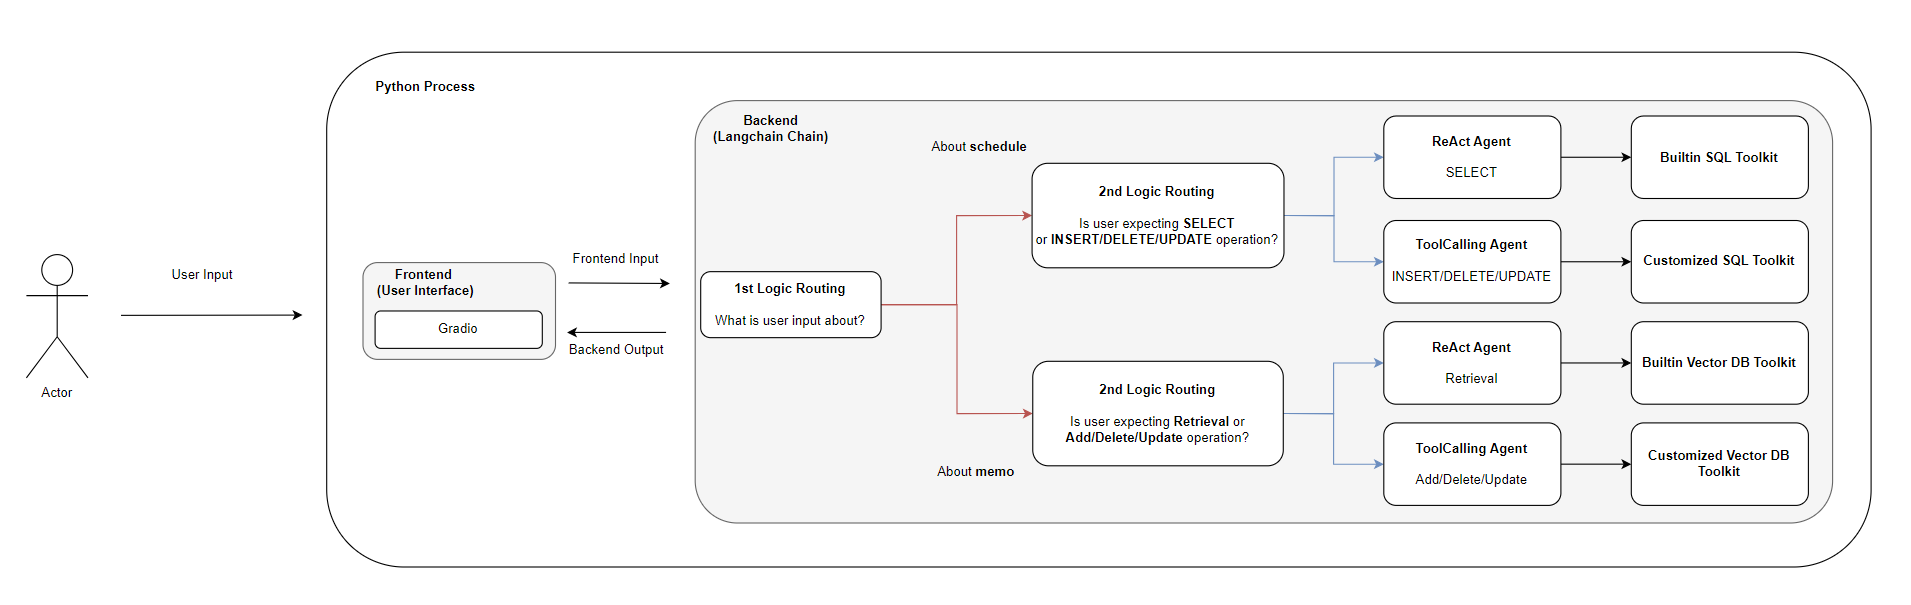 Python Process
Backend
(Langchain Chain)
About schedule
ReAct Agent
SELECT
Builtin SQL Toolkit
2nd Logic Routing
Is user expecting SELECT
or INSERT/DELETE/UPDATE operation?
ToolCalling Agent
INSERT/DELETE/UPDATE
Customized SQL Toolkit
User Input
Frontend
(User Interface)
Gradio
Frontend Input
Backend Output
1st Logic Routing
What is user input about?
ReAct Agent
Retrieval
Builtin Vector DB Toolkit
2nd Logic Routing
Is user expecting Retrieval or
Add/Delete/Update operation?
Actor
About memo
ToolCalling Agent
Add/Delete/Update
Customized Vector DB
Toolkit